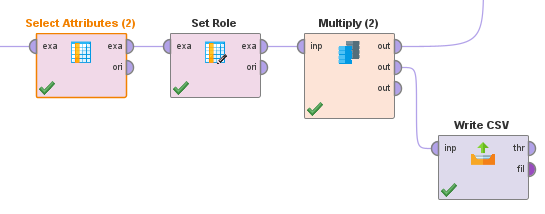 Select Attributes (2)
exa exa
ori
Set Role
exa exa
ori
Multiply (2)
inp out
out
out
Write CSV
inp thr
fil